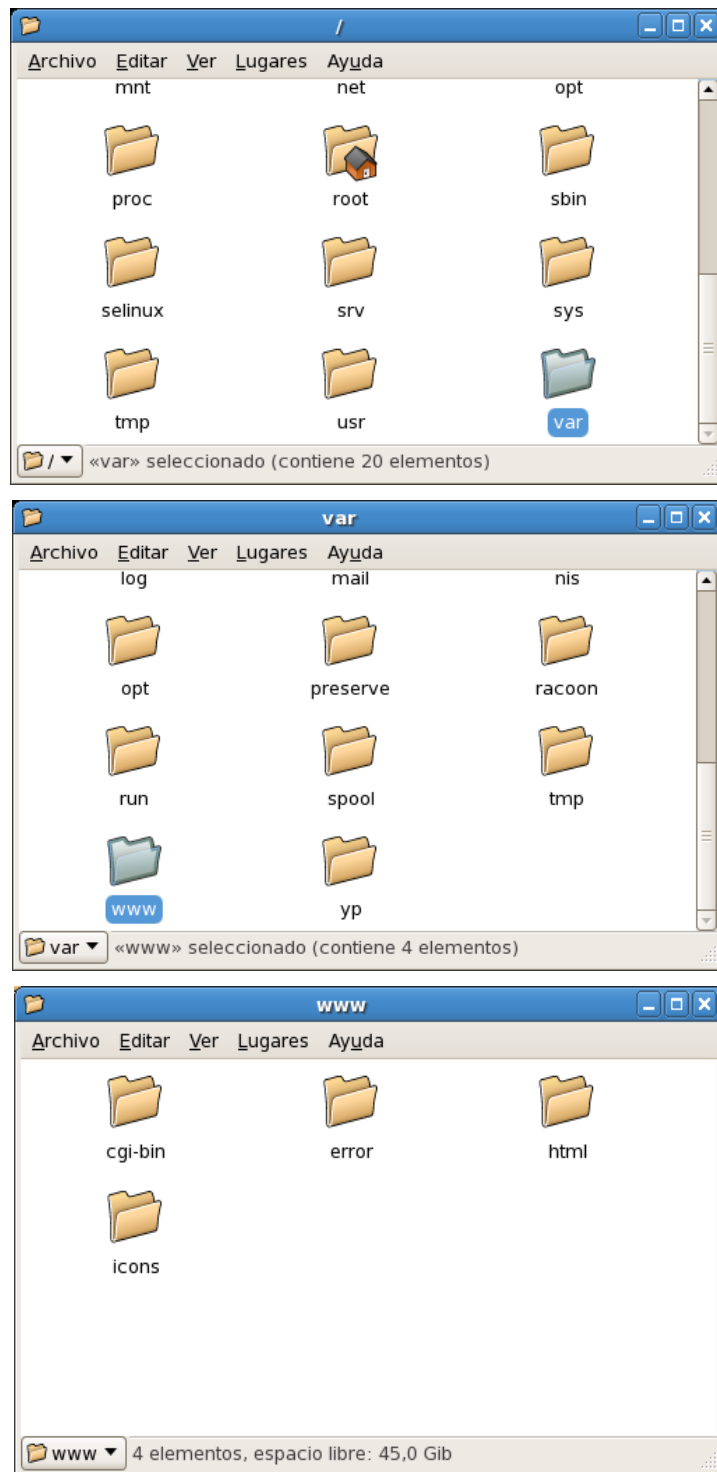 /
Archivo Editar Ver Lugares Ayuda
mnt net opt
proc root sbin
selinux srv sys
tmp usr var
/ «var» seleccionado (contiene 20 elementos)
var
Archivo Editar Ver Lugares Ayuda
log mail nis
opt preserve racoon
run spool tmp
www yp
var «www» seleccionado (contiene 4 elementos)
www
Archivo Editar Ver Lugares Ayuda
cgi-bin error html
icons
www 4 elementos, espacio libre: 45,0 Gib